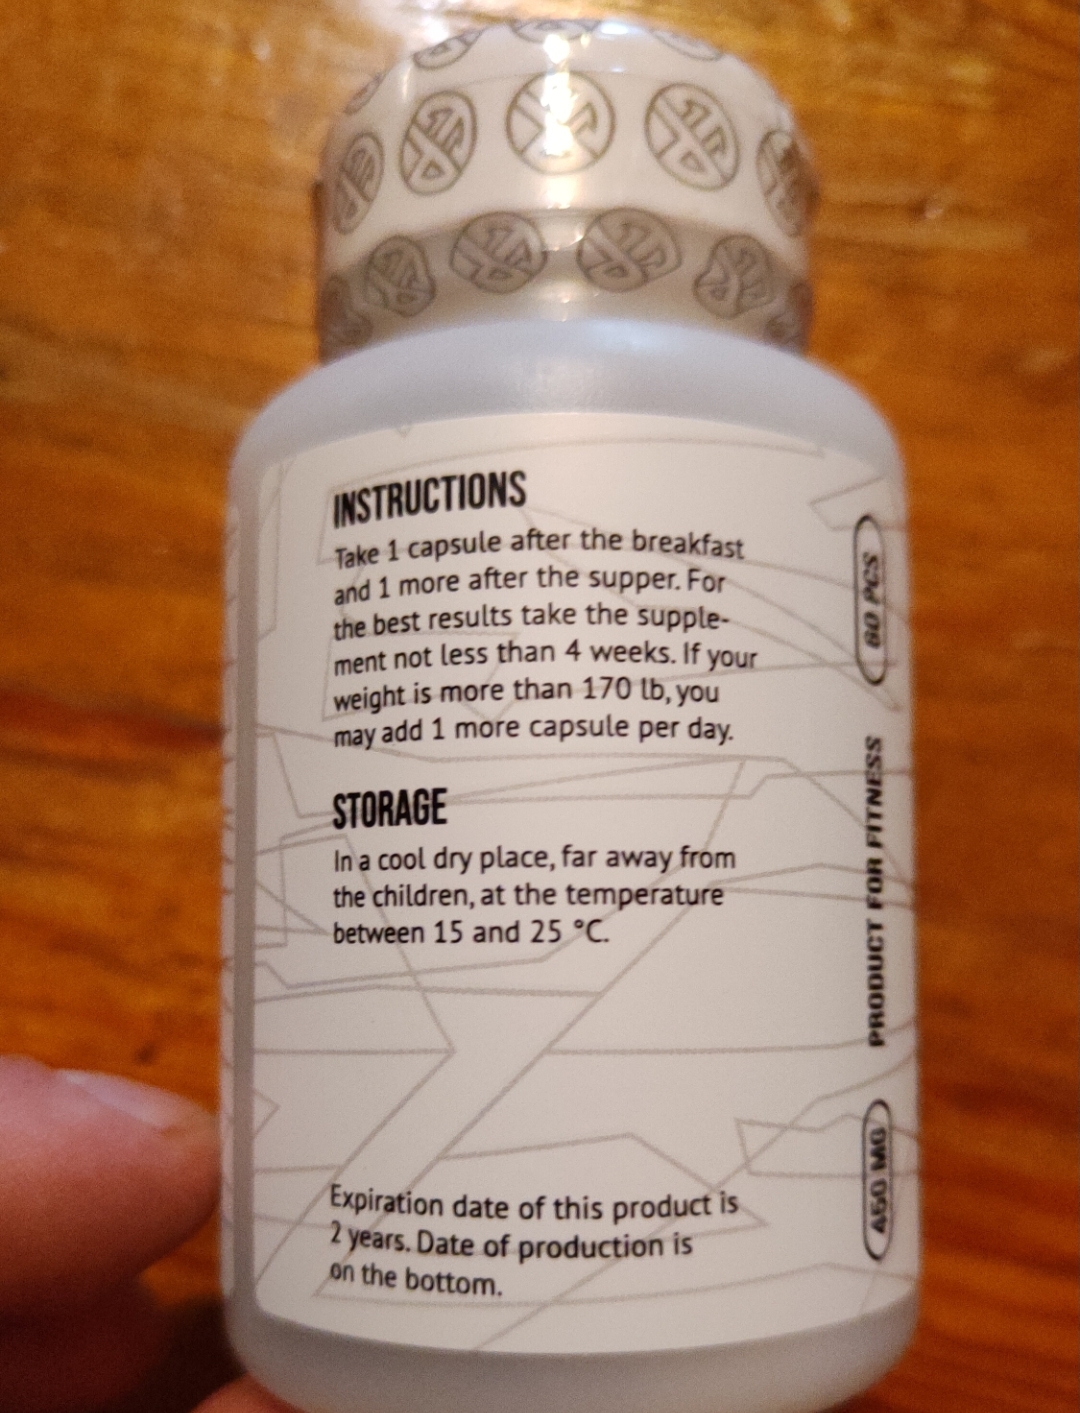 INSTRUCTIONS
Take 1 capsule after the breakfast
and 1 more after the supper. For
the best results take the supple-
ment not less than 4 weeks. If your
weight is more than 170 lb, you
may add 1 more capsule per day.
STORAGE
In a cool dry place, far away from
the children, at the temperature
between 15 and 25 °C.
Expiration date of this product is
2 years. Date of production is
on the bottom.
60 PCS
PRODUCT FOR FITNESS
450 MG